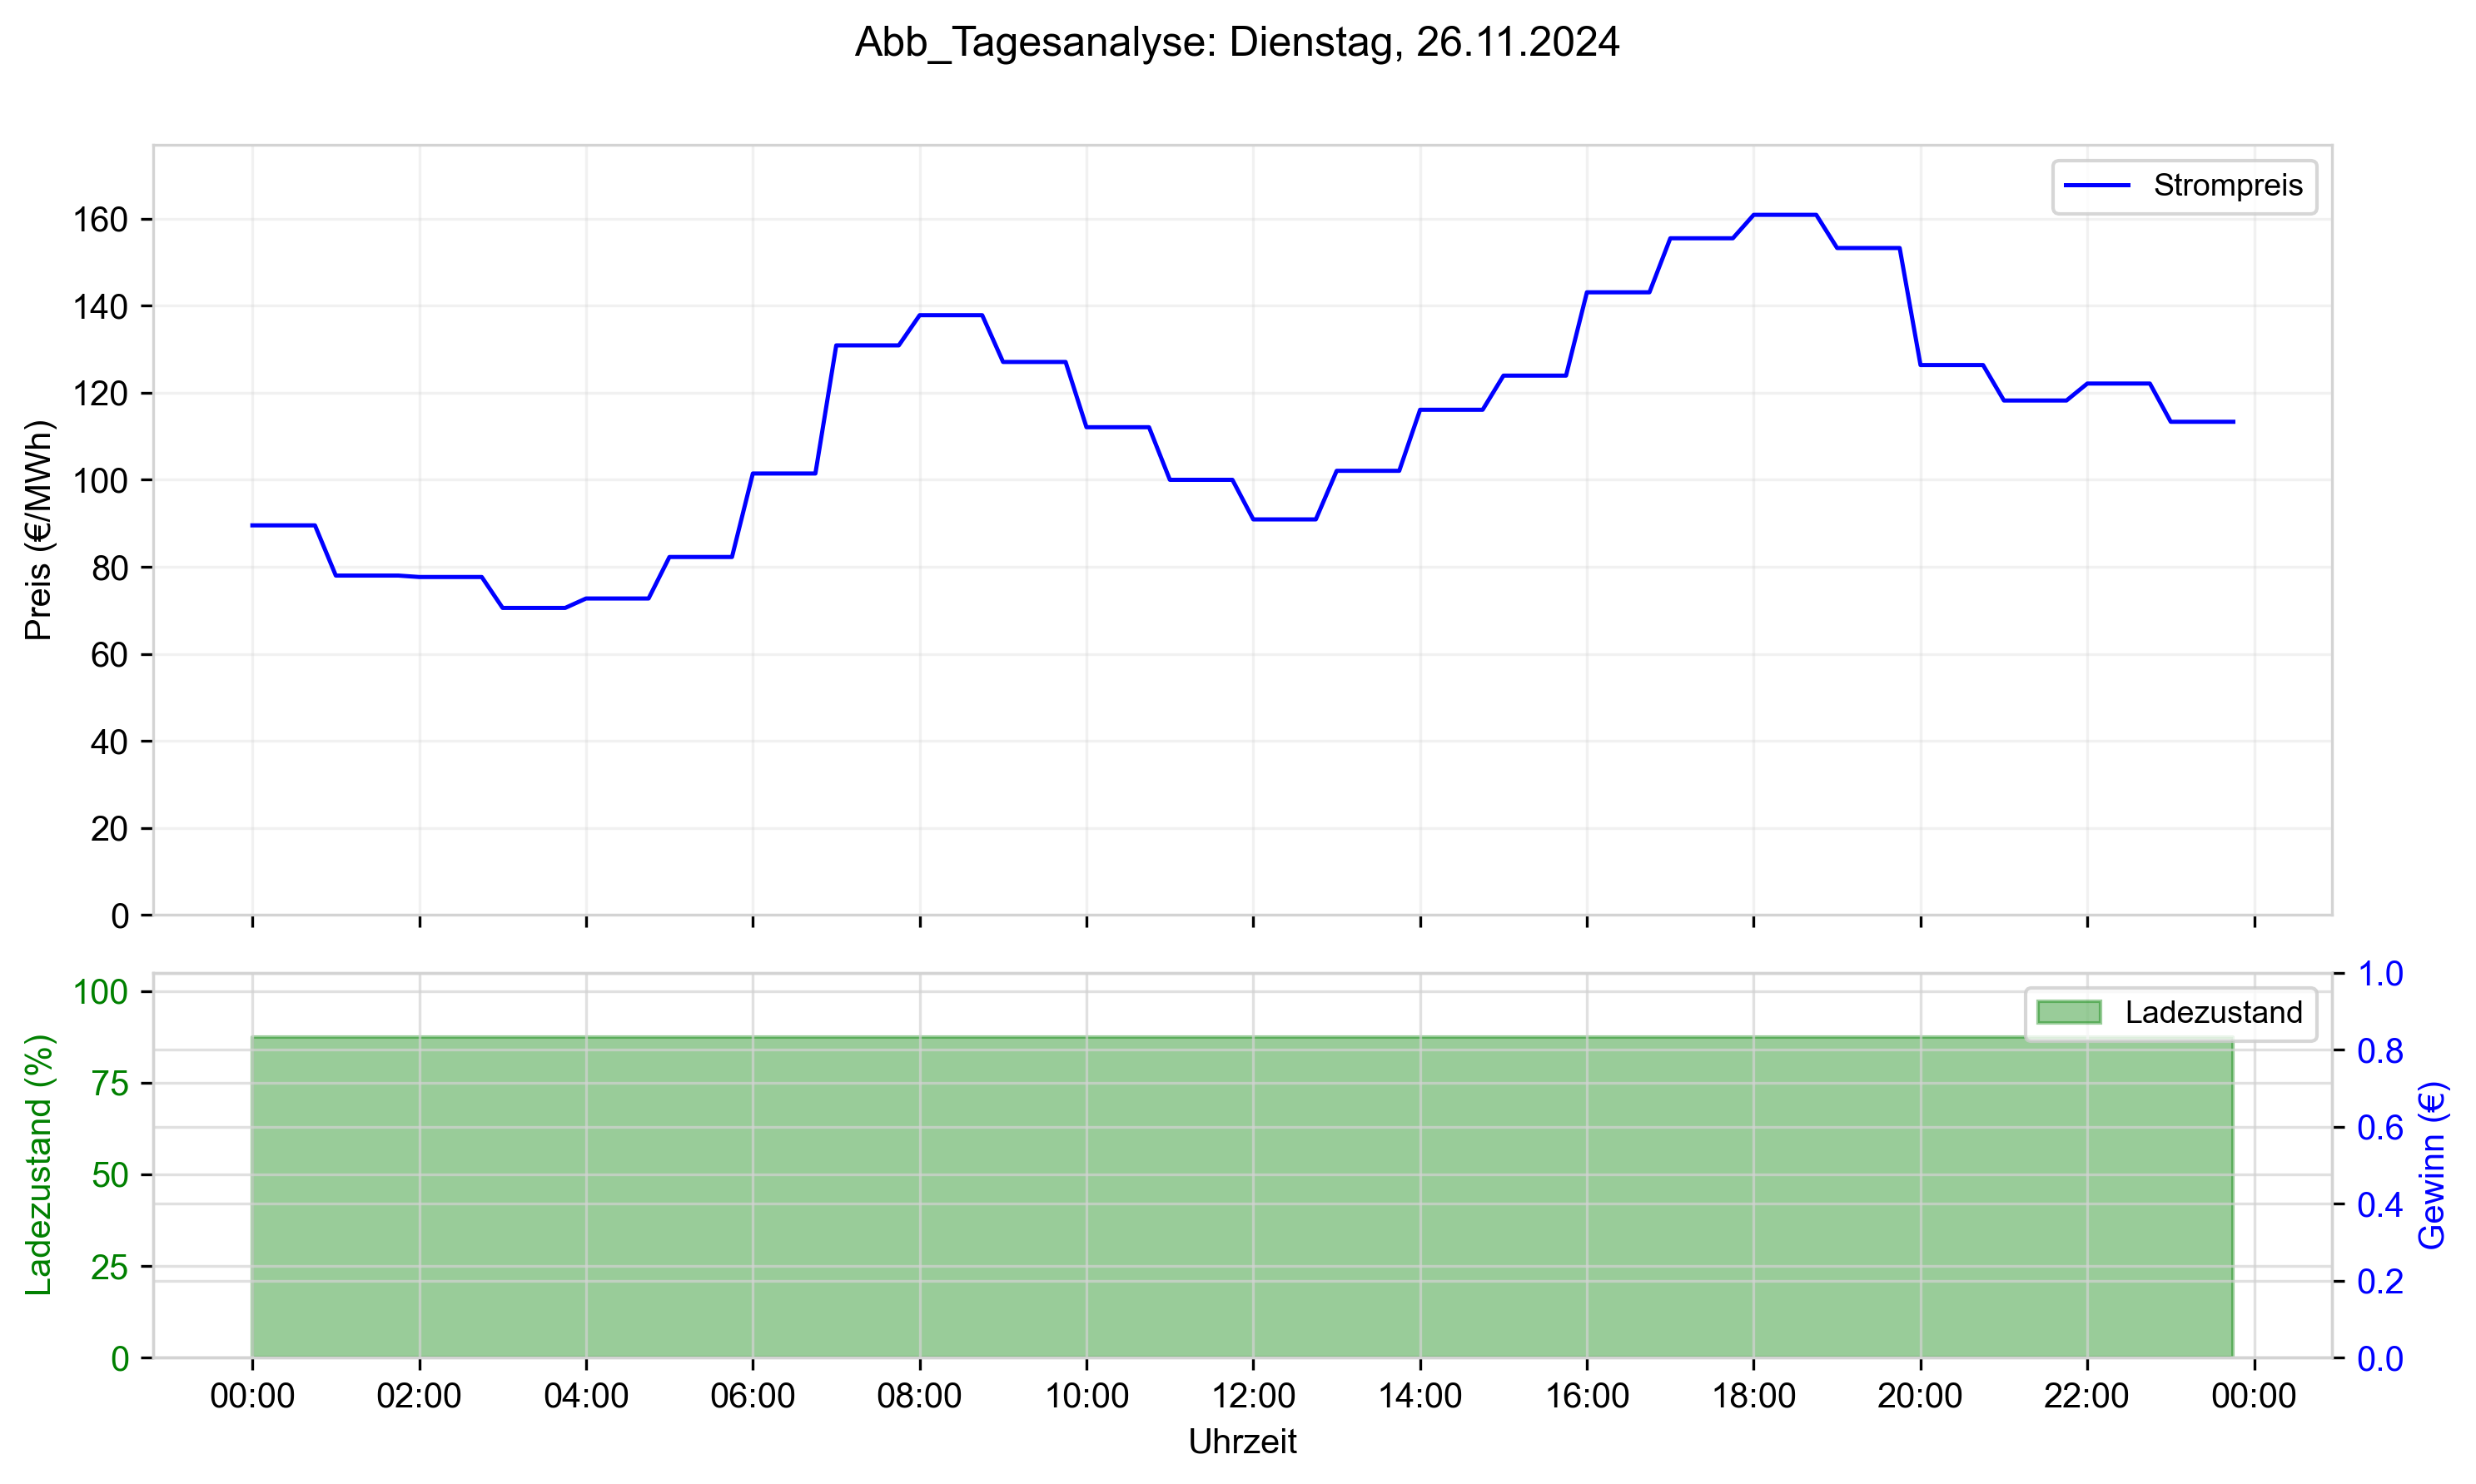 Abb_Tagesanalyse: Dienstag, 26.11.2024
Strompreis
Preis (€/MWh)
160
140
120
100
80
60
40
20
0
Ladezustand
Ladezustand (%)
100
75
50
25
0
1.0
0.8
0.6
0.4
0.2
0.0
Gewinn (€)
00:00 02:00 04:00 06:00 08:00 10:00 12:00 14:00 16:00 18:00 20:00 22:00 00:00
Uhrzeit